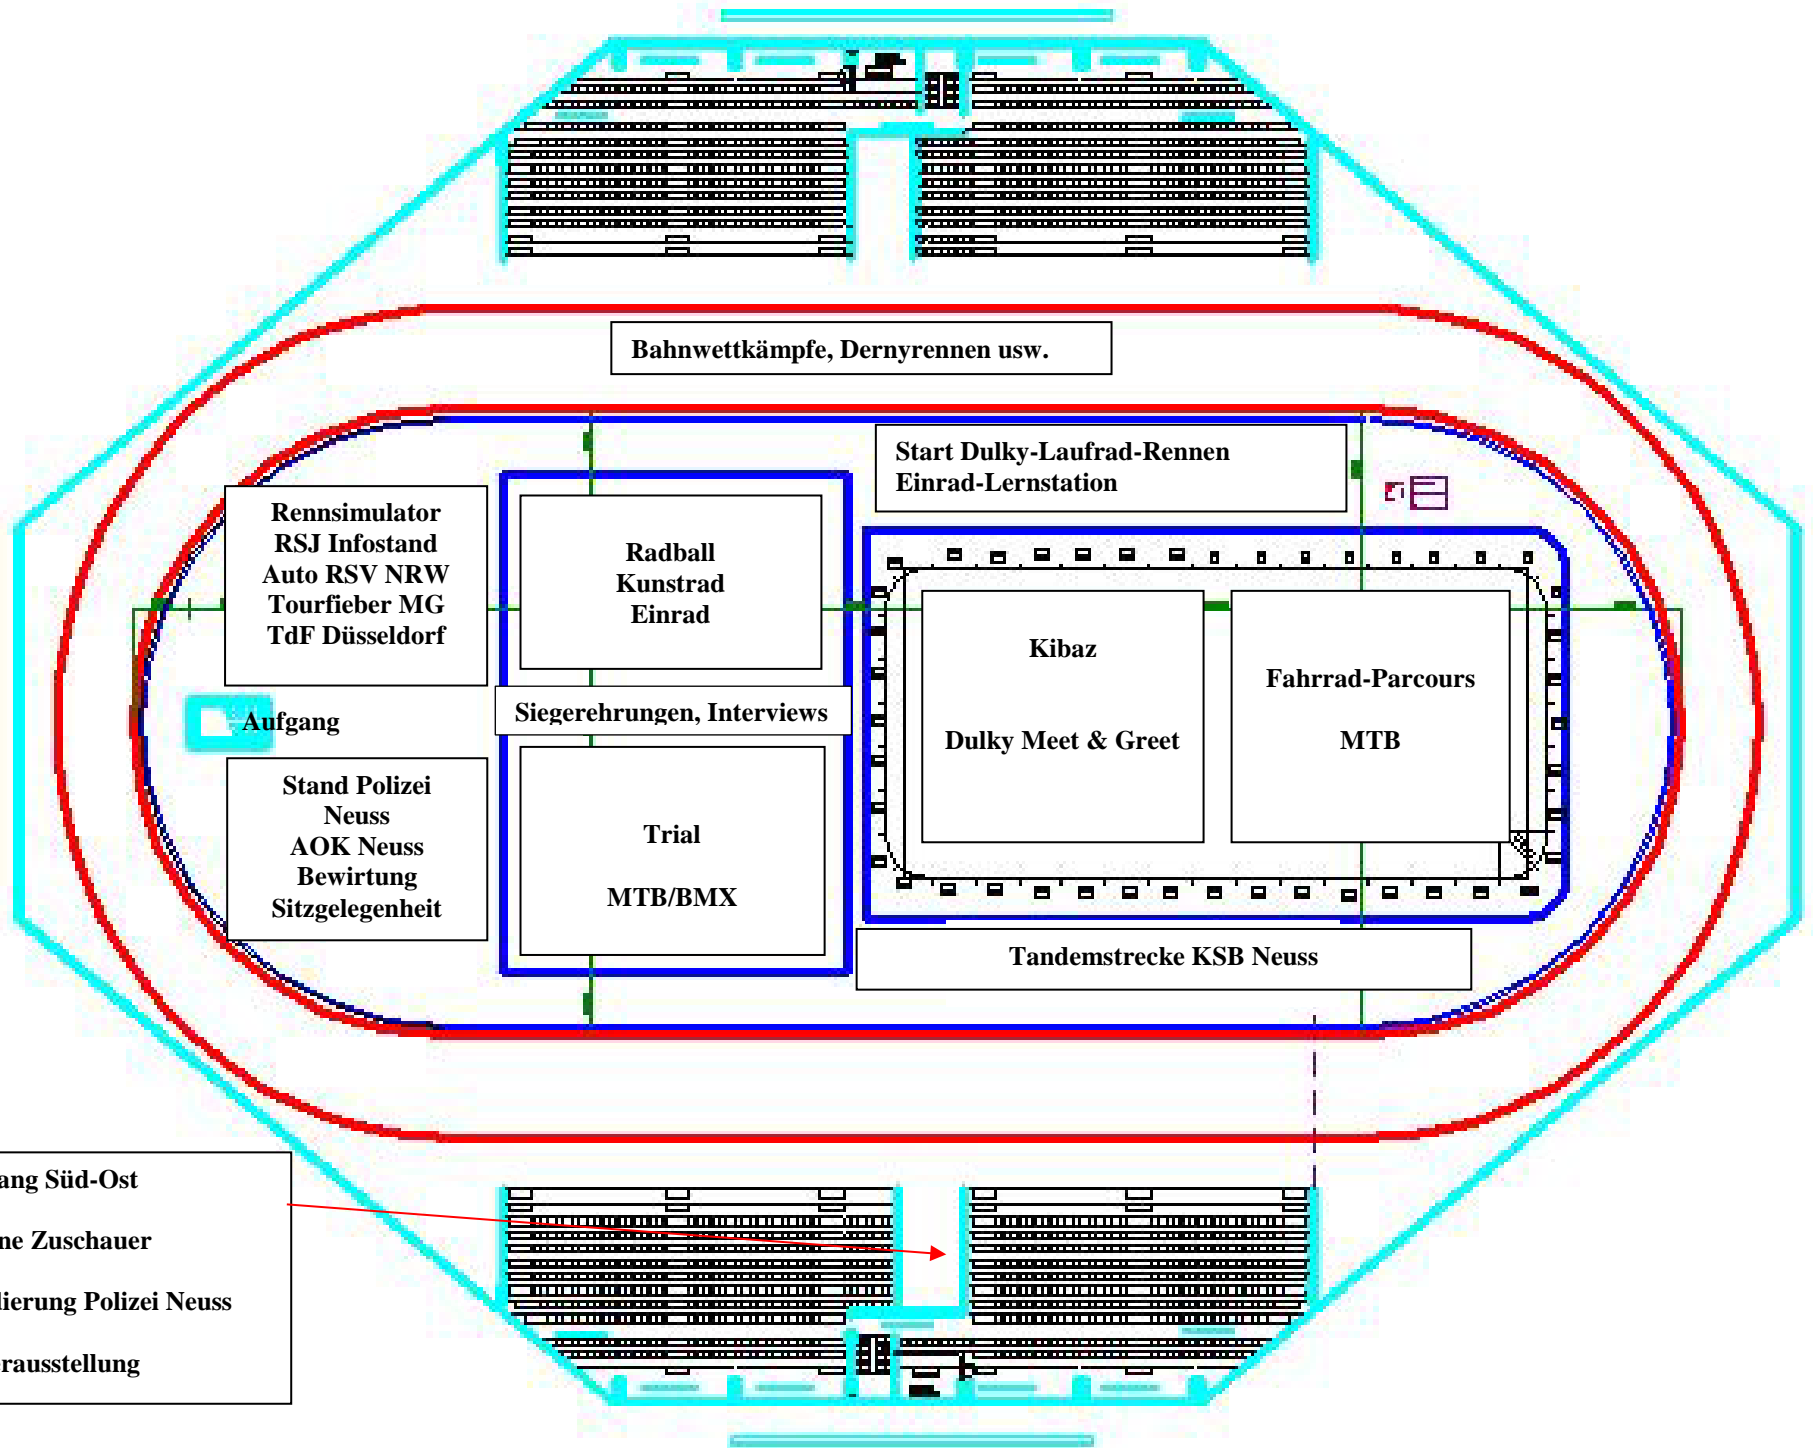 Bahnwettkämpfe, Dernyrennen usw.
Start Dulky-Laufrad-Rennen
Einrad-Lernstation
Rennsimulator
RSJ Infostand
Auto RSV NRW
Tourfieber MG
TdF Düsseldorf
Radball
Kunstrad
Einrad
Kibaz
Dulky Meet & Greet
Fahrrad-Parcours
MTB
Siegerehrungen, Interviews
Aufgang
Stand Polizei
Neuss
AOK Neuss
Bewirtung
Sitzgelegenheit
Trial
MTB/BMX
Tandemstrecke KSB Neuss
ang Süd-Ost
ne Zuschauer
dierung Polizei Neuss
erausstellung